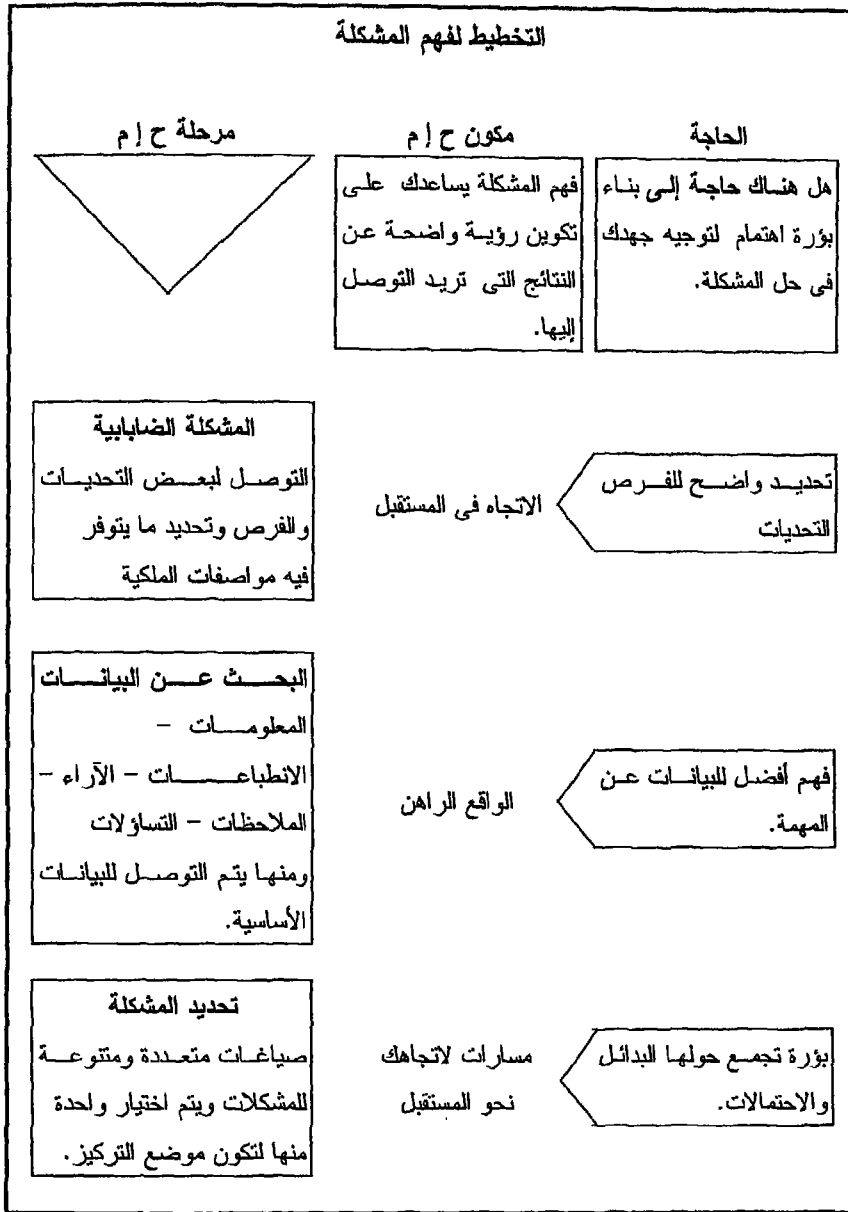 التخطيط لفهم المشكلة
الحاجة
هل هناك حاجة إلى بناء
بؤرة اهتمام لتوجيه جهدك
فى حل المشكلة.
مكون ح إ م
فهم المشكلة يساعدك على
تكوين رؤية واضحة عن
النتائج التى تريد التوصل
إليها.
مرحلة ح إ م
تحديد واضح للفرص
التحديات
الاتجاه فى المستقبل
المشكلة الضابابية
التوصل لبعض التحديات
والفرص وتحديد ما يتوفر
فيه مواصفات الملكية
فهم أفضل للبيانات عن
المهمة.
الواقع الراهن
البحث عن البيانات
المعلومات –
الانطباعات – الآراء –
الملاحظات – التساؤلات
ومنها يتم التوصل للبيانات
الأساسية.
بؤرة تجمع حولها البدائل
والاحتمالات.
مسارات لاتجاهك
نحو المستقبل
تحديد المشكلة
صياغات متعددة ومتنوعة
للمشكلات ويتم اختيار واحدة
منها لتكون موضع التركيز.